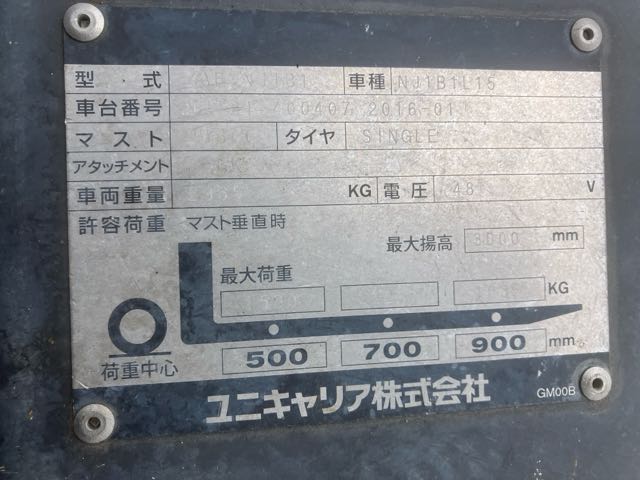 型式 車種 NJ1B1L15
車台番号 00407 2016-01
マスト タイヤ SINGLE
アタッチメント
車両重量 KG 電圧 48 V
許容荷重 マスト垂直時
最大揚高 3000 mm
最大荷重
KG
荷重中心 500 700 900 mm
ユニキャリア株式会社 GM00B